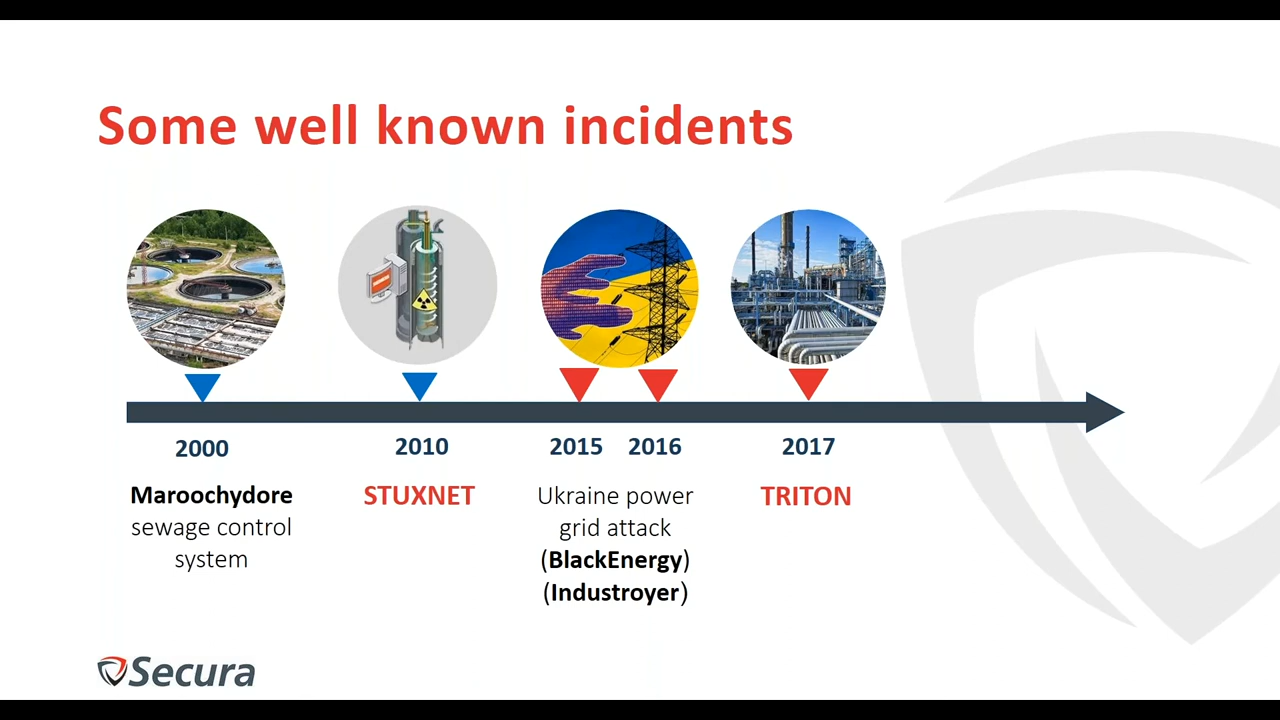 Some well known incidents
2000
2010
2015
2016
2017
Maroochydore
sewage control
system
STUXNET
Ukraine power
grid attack
(BlackEnergy)
(Industroyer)
TRITON
Secura